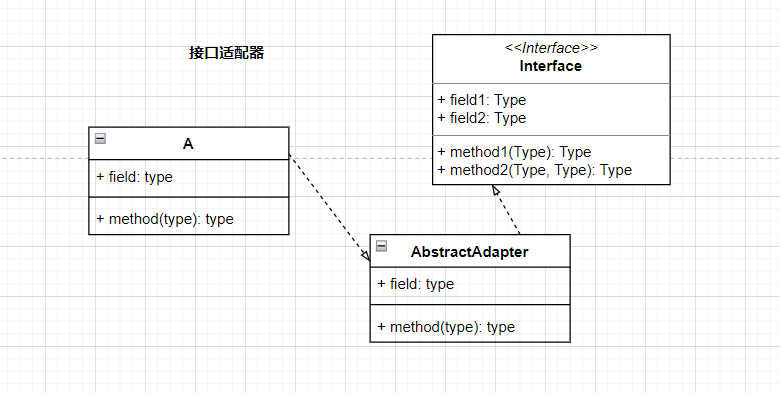 接口适配器
<<Interface>>
Interface
+ field1: Type
+ field2: Type
+ method1(Type): Type
+ method2(Type, Type): Type
A
+ field: type
+ method(type): type
AbstractAdapter
+ field: type
+ method(type): type